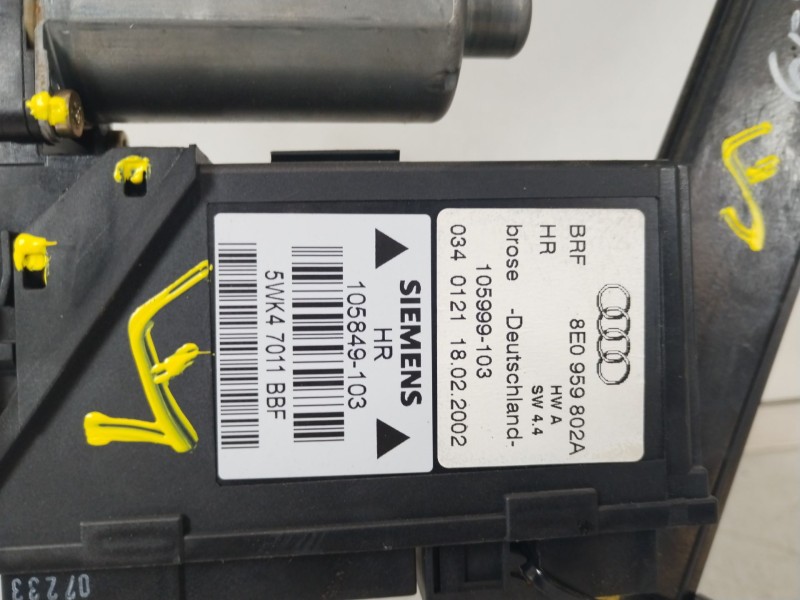 BRF 8E0 959 802A
HR HW A
SW 4.4
brose -Deutschland-
105999-103
034 0121 18.02.2002
SIEMENS
HR
105849-103
5WK4 7011 BBF
07233